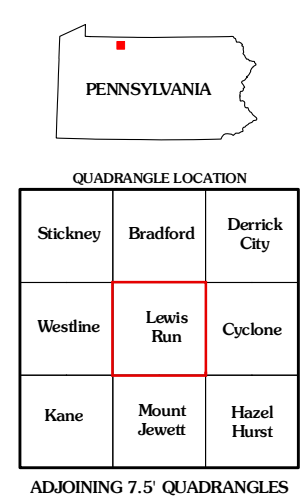 PENNSYLVANIA
QUADRANGLE LOCATION
Stickney
Bradford
Derrick
City
Westline
Lewis
Run
Cyclone
Kane
Mount
Jewett
Hazel
Hurst
ADJOINING 7.5' QUADRANGLES